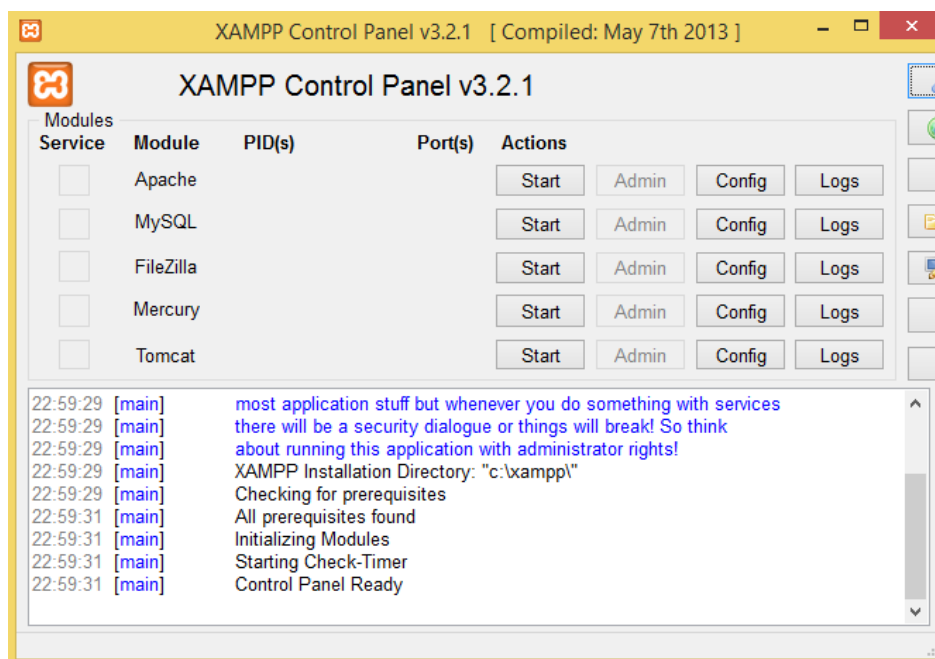 XAMPP Control Panel v3.2.1 [ Compiled: May 7th 2013 ]
XAMPP Control Panel v3.2.1
Modules
Service Module PID(s) Port(s) Actions
Apache Start Admin Config Logs
MySQL Start Admin Config Logs
FileZilla Start Admin Config Logs
Mercury Start Admin Config Logs
Tomcat Start Admin Config Logs
22:59:29 [main] most application stuff but whenever you do something with services
22:59:29 [main] there will be a security dialogue or things will break! So think
22:59:29 [main] about running this application with administrator rights!
22:59:29 [main] XAMPP Installation Directory: "c:\xampp\"
22:59:29 [main] Checking for prerequisites
22:59:31 [main] All prerequisites found
22:59:31 [main] Initializing Modules
22:59:31 [main] Starting Check-Timer
22:59:31 [main] Control Panel Ready